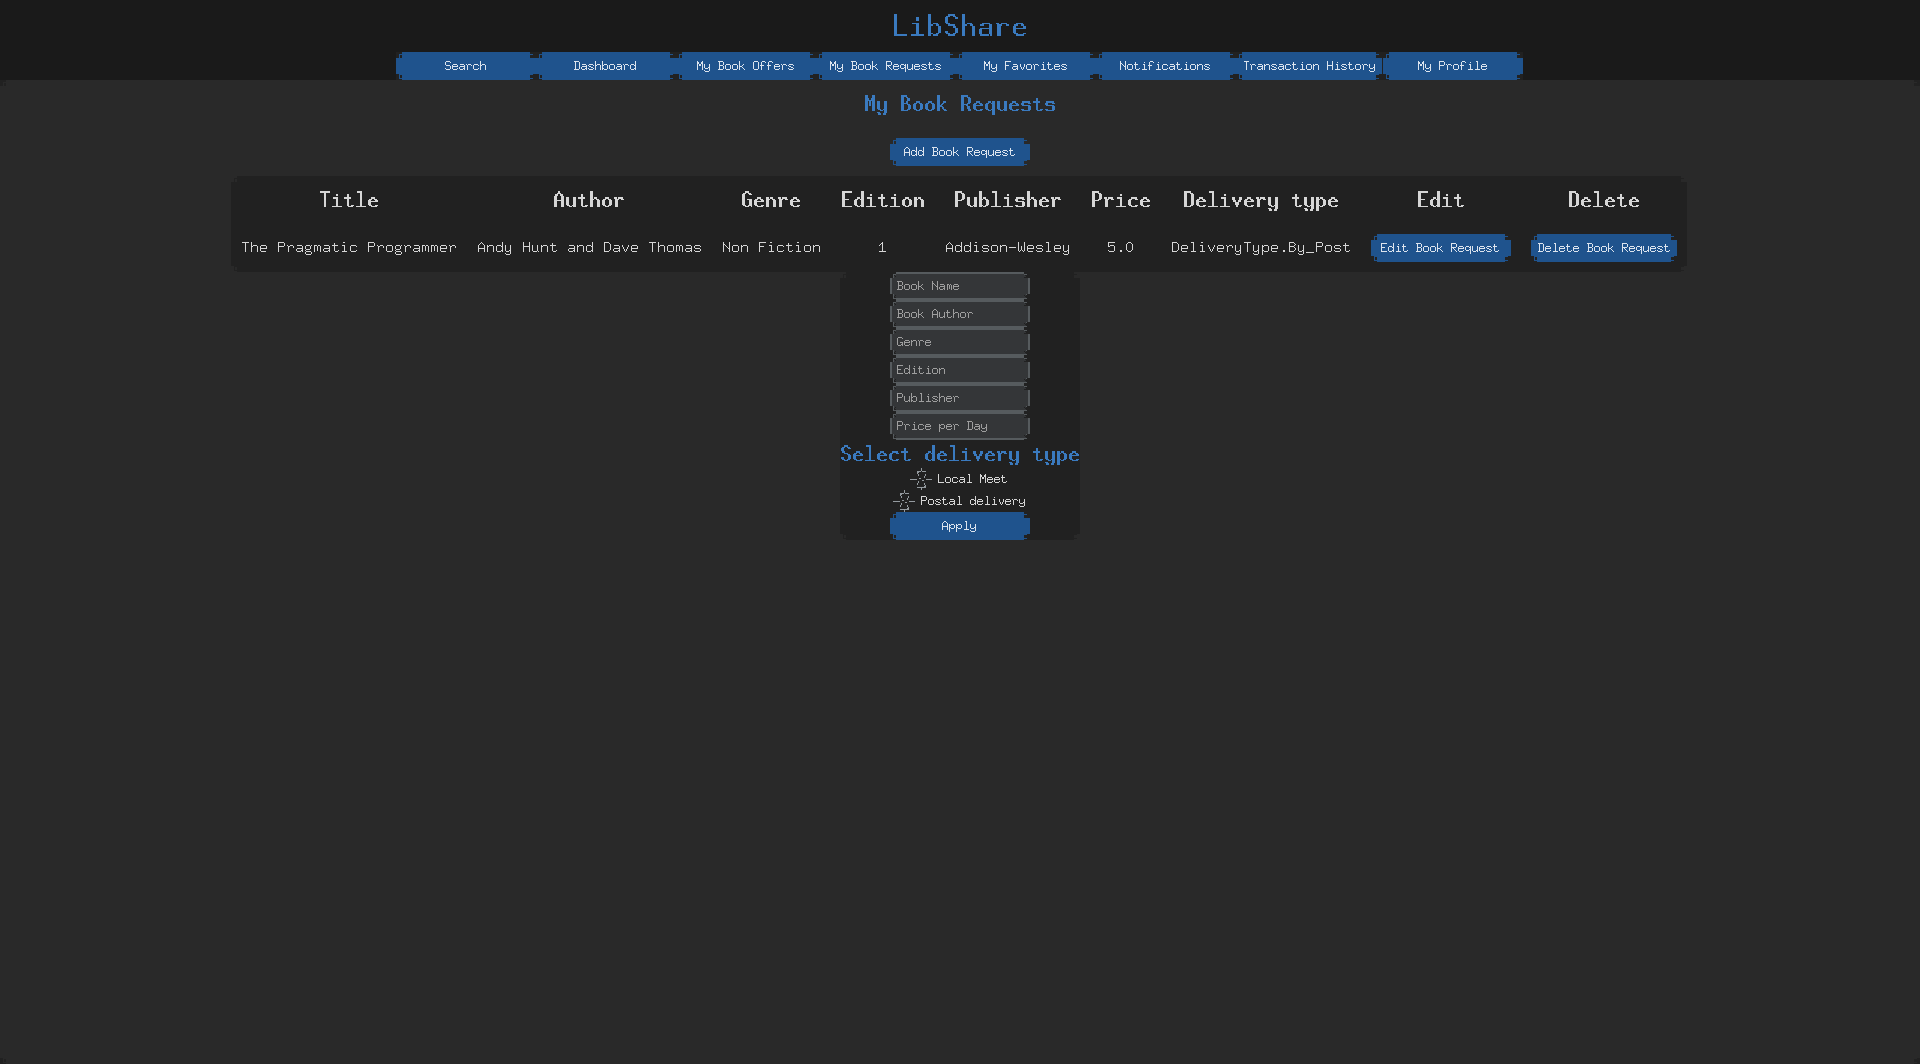 LibShare
Search Dashboard My Book Offers My Book Requests My Favorites Notifications Transaction History My Profile
My Book Requests
Add Book Request
Title Author Genre Edition Publisher Price Delivery type Edit Delete
The Pragmatic Programmer Andy Hunt and Dave Thomas Non Fiction 1 Addison-Wesley 5.0 DeliveryType.By_Post Edit Book Request Delete Book Request
Book Name
Book Author
Genre
Edition
Publisher
Price per Day
Select delivery type
Local Meet
Postal delivery
Apply